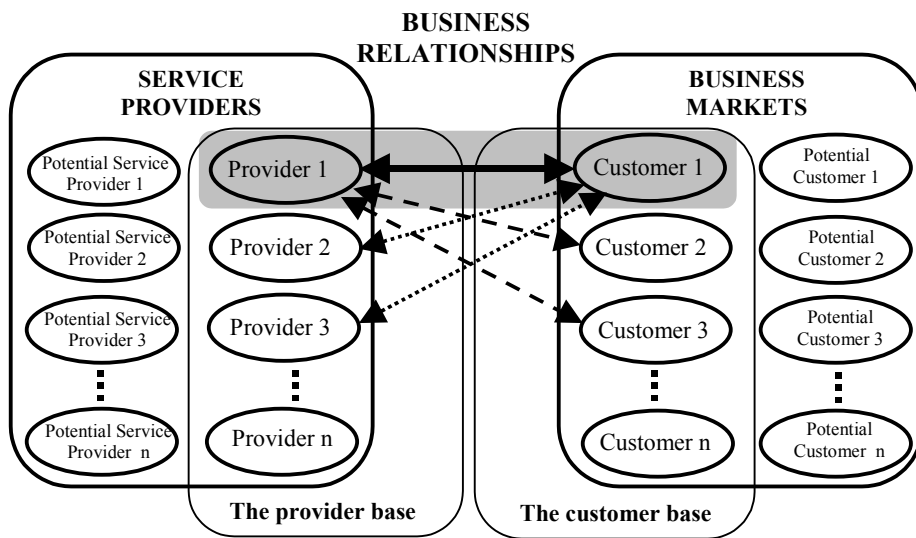 BUSINESS
RELATIONSHIPS
SERVICE
PROVIDERS
BUSINESS
MARKETS
Potential Service
Provider 1
Provider 1
Customer 1
Potential
Customer 1
Potential Service
Provider 2
Provider 2
Customer 2
Potential
Customer 2
Potential Service
Provider 3
Provider 3
Customer 3
Potential
Customer 3
Potential Service
Provider n
Provider n
Customer n
Potential
Customer n
The provider base
The customer base